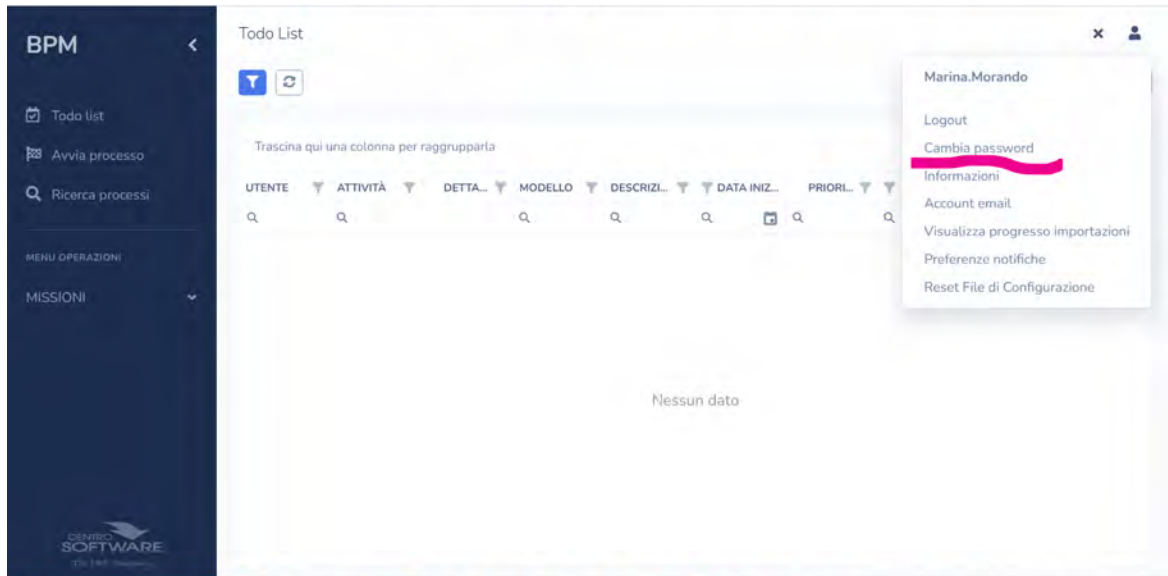 BPM
Todo List
Todo list
Avvia processo
Ricerca processi
MENU OPERAZIONI
MISSIONI
CENTRO
SOFTWARE
Marina.Morando
Logout
Cambia password
Informazioni
Account email
Visualizza progresso importazioni
Preferenze notifiche
Reset File di Configurazione
Trascina qui una colonna per raggrupparla
UTENTE ATTIVITÀ DETTA... MODELLO DESCRIZI... DATA INIZ... PRIORI...
Nessun dato